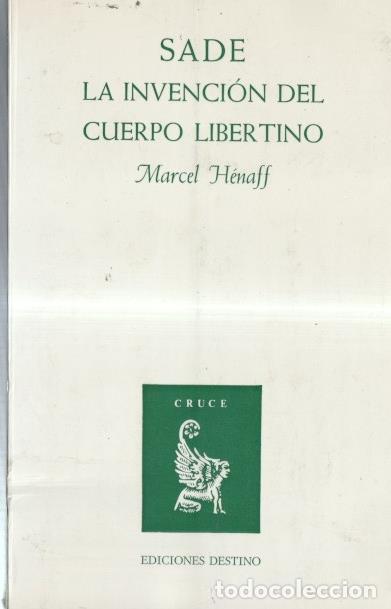 SADE
LA INVENCIÓN DEL
CUERPO LIBERTINO
Marcel Hénaff
CRUCE
EDICIONES DESTINO
todocoleccion